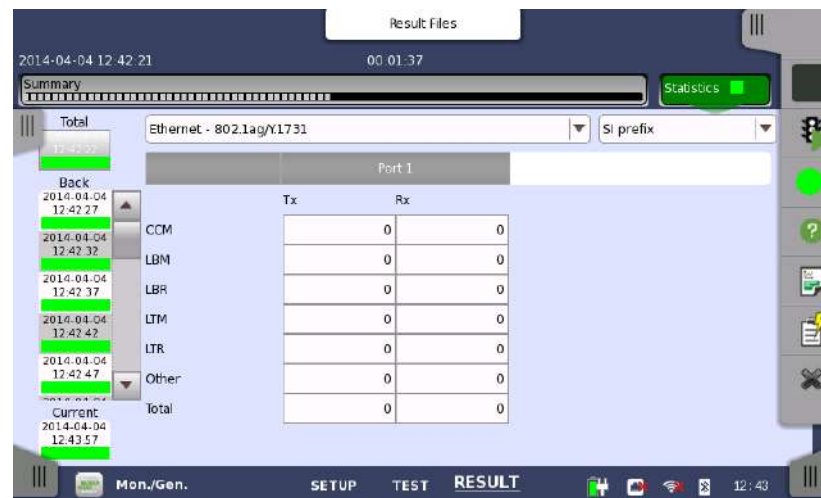 Result Files
2014-04-04 12:42:21 00:01:37
Summary
Statistics
Total
12:42:22
Ethernet - 802.1ag/Y.1731
SI prefix
Port 1
Back
2014-04-04
12:42:27
2014-04-04
12:42:32
2014-04-04
12:42:37
2014-04-04
12:42:42
2014-04-04
12:42:47
Current
2014-04-04
12:43:57
Tx Rx
CCM 0 0
LBM 0 0
LBR 0 0
LTM 0 0
LTR 0 0
Other 0 0
Total 0 0
Mon./Gen. SETUP TEST RESULT 12:43